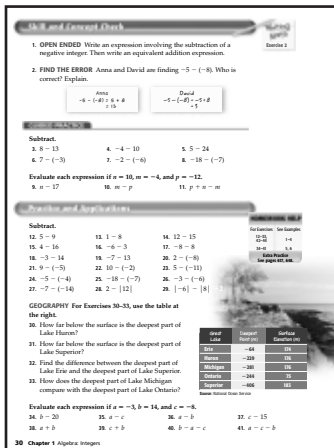 Skill and Concept Check
Exercise 2
1. OPEN ENDED Write an expression involving the subtraction of a
negative integer. Then write an equivalent addition expression.
2. FIND THE ERROR Anna and David are finding −5 − (−8). Who is
correct? Explain.
Anna
−5 − (−8) = 5 + 8
= 13
David
−5 − (−8) = −5 + 8
= 3
GUIDED PRACTICE
Subtract.
3. 8 − 13
4. −4 − 10
5. 5 − 24
6. 7 − (−3)
7. −2 − (−6)
8. −18 − (−7)
Evaluate each expression if n = 10, m = −4, and p = −12.
9. n − 17
10. m − p
11. p + n − m
Practice and Applications
HOMEWORK HELP
For Exercises See Examples
12–33, 42–45 1–4
34–41 5, 6
Extra Practice
See pages 617, 648.
Subtract.
12. 5 − 9
13. 1 − 8
14. 12 − 15
15. 4 − 16
16. −6 − 3
17. −8 − 8
18. −3 − 14
19. −7 − 13
20. 2 − (−8)
21. 9 − (−5)
22. 10 − (−2)
23. 5 − (−11)
24. −5 − (−4)
25. −18 − (−7)
26. −3 − (−6)
27. −7 − (−14)
28. 2 − |12|
29. |−6| − |8|
GEOGRAPHY For Exercises 30–33, use the table at
the right.
30. How far below the surface is the deepest part of
Lake Huron?
31. How far below the surface is the deepest part of
Lake Superior?
32. Find the difference between the deepest part of
Lake Erie and the deepest part of Lake Superior.
33. How does the deepest part of Lake Michigan
compare with the deepest part of Lake Ontario?
Great Lake Deepest Point (m) Surface Elevation (m)
Erie −64 174
Huron −229 176
Michigan −281 176
Ontario −244 75
Superior −406 183
Source: National Ocean Service
Evaluate each expression if a = −3, b = 14, and c = −8.
34. b − 20
35. a − c
36. a − b
37. c − 15
38. a + b
39. c + b
40. b − a − c
41. a − c − b
30 Chapter 1 Algebra: Integers